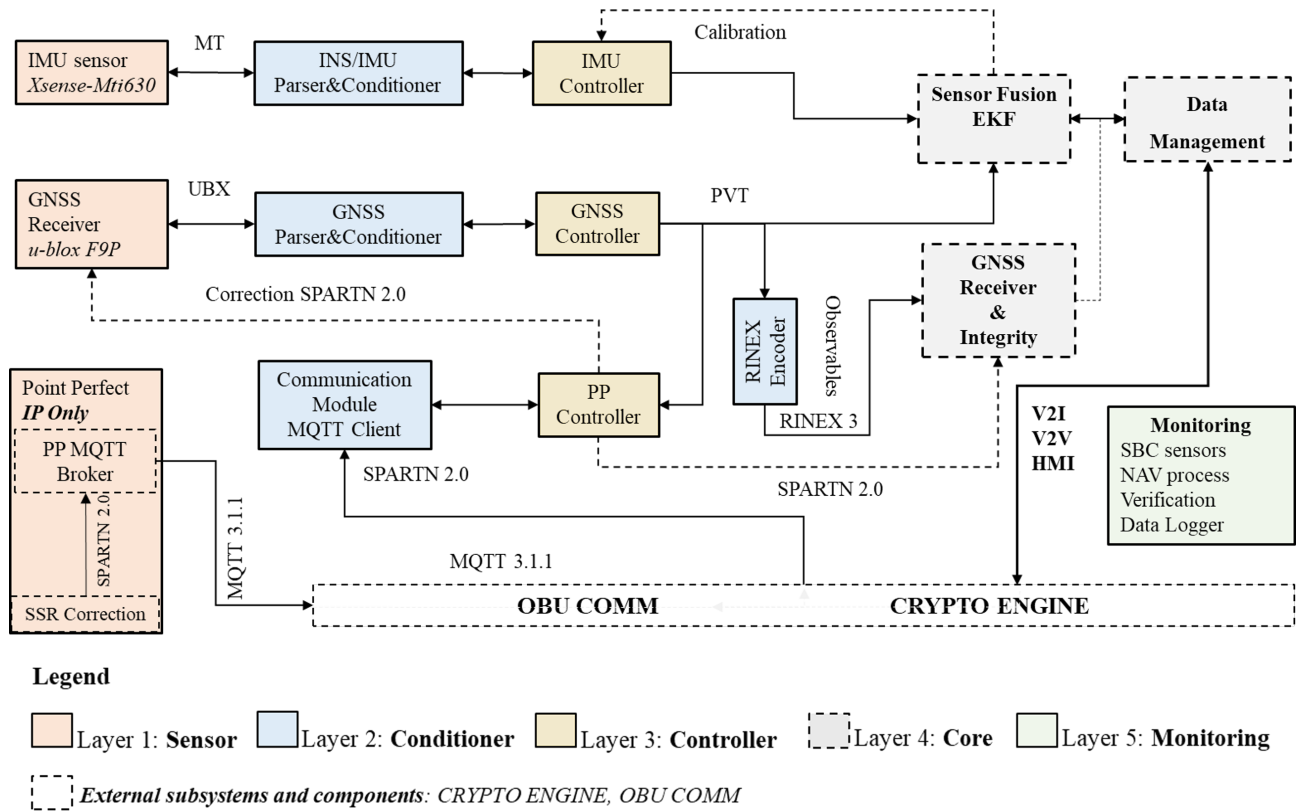 Calibration
MT
IMU sensor
Xsense-Mti630
INS/IMU
Parser&Conditioner
IMU
Controller
Sensor Fusion
EKF
Data
Management
UBX
PVT
GNSS
Receiver
u-blox F9P
GNSS
Parser&Conditioner
GNSS
Controller
GNSS
Receiver
&
Integrity
Correction SPARTN 2.0
RINEX
Encoder
Observables
RINEX 3
Point Perfect
IP Only
PP MQTT
Broker
SPARTN 2.0
SSR Correction
MQTT 3.1.1
Communication
Module
MQTT Client
PP
Controller
SPARTN 2.0
SPARTN 2.0
V2I
V2V
HMI
Monitoring
SBC sensors
NAV process
Verification
Data Logger
MQTT 3.1.1
OBU COMM
CRYPTO ENGINE
Legend
Layer 1: Sensor
Layer 2: Conditioner
Layer 3: Controller
Layer 4: Core
Layer 5: Monitoring
External subsystems and components: CRYPTO ENGINE, OBU COMM